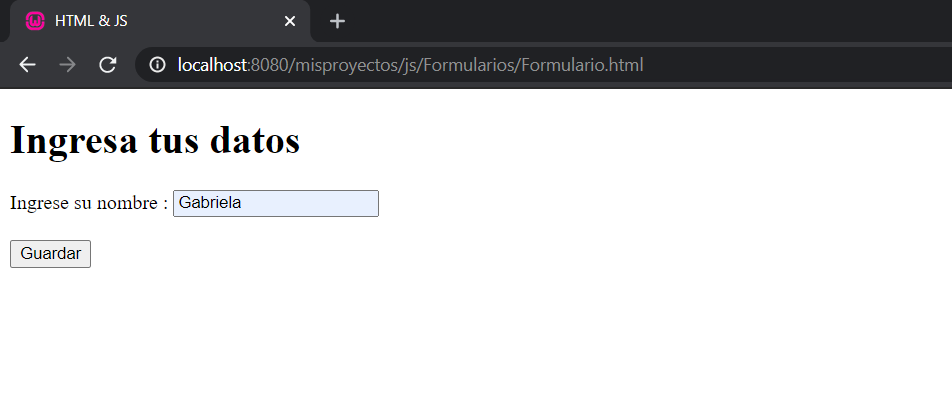 HTML & JS
localhost:8080/misproyectos/js/Formularios/Formulario.html
Ingresa tus datos
Ingrese su nombre : Gabriela
Guardar